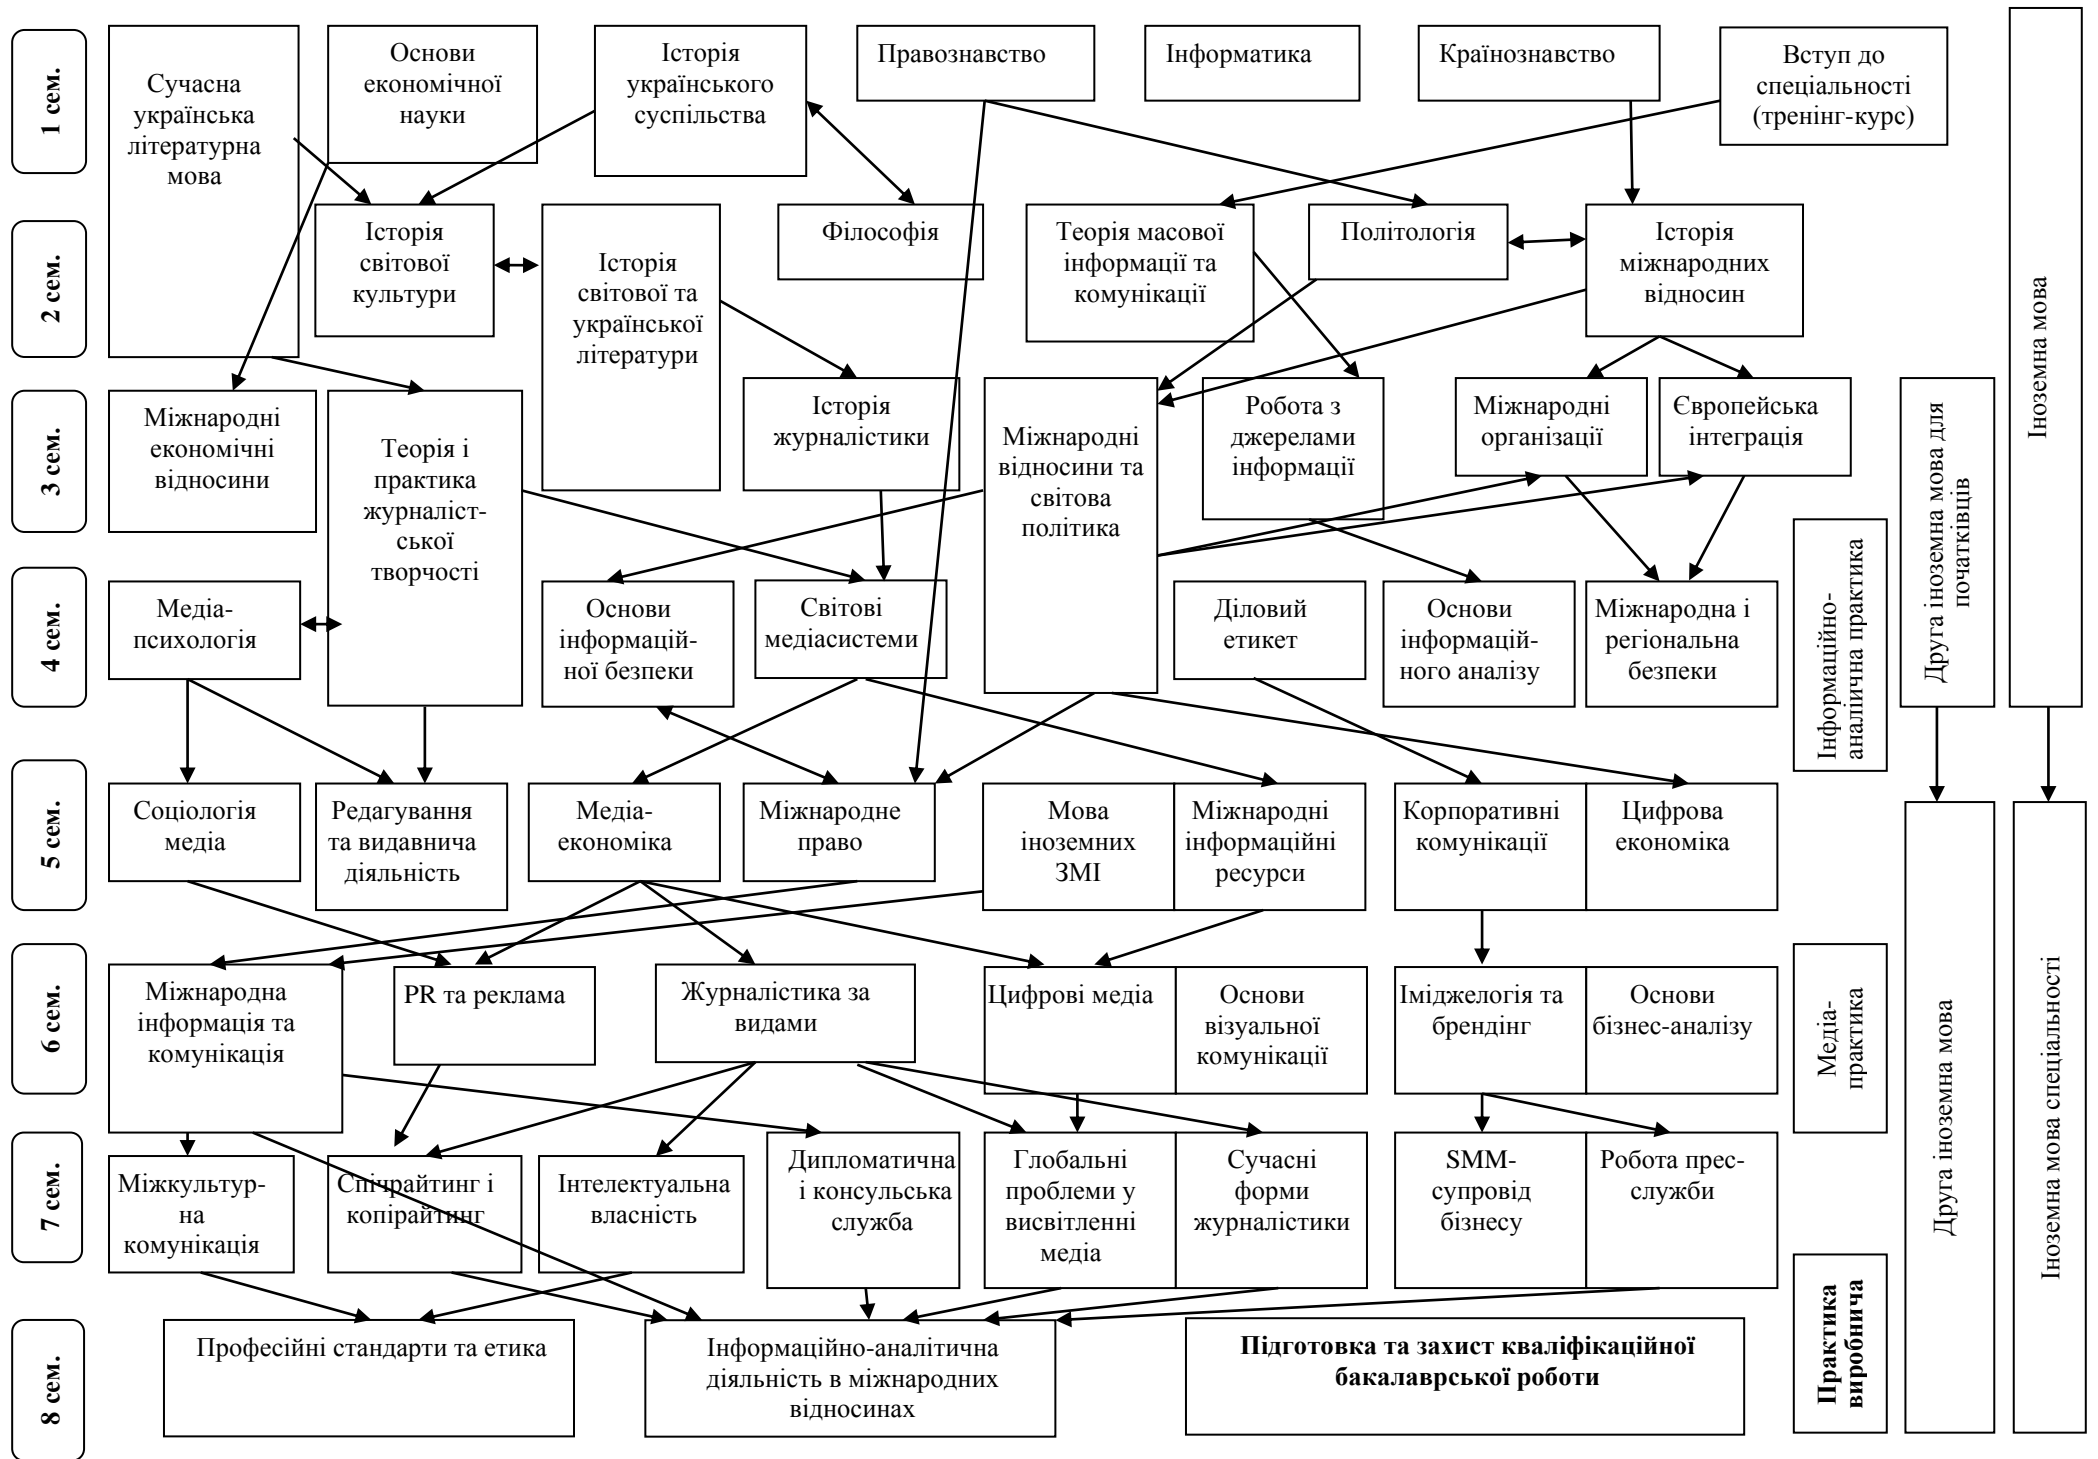 1 сем.
Сучасна
українська
літературна
мова
Основи
економічної
науки
Історія
українського
суспільства
Правознавство
Інформатика
Країнознавство
Вступ до
спеціальності
(тренінг-курс)
Іноземна мова
2 сем.
Історія
світової
культури
Історія
світової та
української
літератури
Філософія
Теорія масової
інформації та
комунікації
Політологія
Історія
міжнародних
відносин
3 сем.
Міжнародні
економічні
відносини
Теорія і
практика
журналіст-
ської
творчості
Історія
журналістики
Міжнародні
відносини та
світова
політика
Робота з
джерелами
інформації
Міжнародні
організації
Європейська
інтеграція
Інформаційно-
аналічна практика
Друга іноземна мова для
початківців
4 сем.
Медіа-
психологія
Основи
інформацій-
ної безпеки
Світові
медіасистеми
Діловий
етикет
Основи
інформацій-
ного аналізу
Міжнародна і
регіональна
безпеки
5 сем.
Соціологія
медіа
Редагування
та видавнича
діяльність
Медіа-
економіка
Міжнародне
право
Мова
іноземних
ЗМІ
Міжнародні
інформаційні
ресурси
Корпоративні
комунікації
Цифрова
економіка
Друга іноземна мова
Іноземна мова спеціальності
6 сем.
Міжнародна
інформація та
комунікація
PR та реклама
Журналістика за
видами
Цифрові медіа
Основи
візуальної
комунікації
Іміджелогія та
брендінг
Основи
бізнес-аналізу
Медіа-
практика
7 сем.
Міжкультур-
на
комунікація
Спічрайтинг і
копірайтинг
Інтелектуальна
власність
Дипломатична
і консульська
служба
Глобальні
проблеми у
висвітленні
медіа
Сучасні
форми
журналістики
SMM-
супровід
бізнесу
Робота прес-
служби
Практика
виробнича
8 сем.
Професійні стандарти та етика
Інформаційно-аналітична
діяльність в міжнародних
відносинах
Підготовка та захист кваліфікаційної
бакалаврської роботи